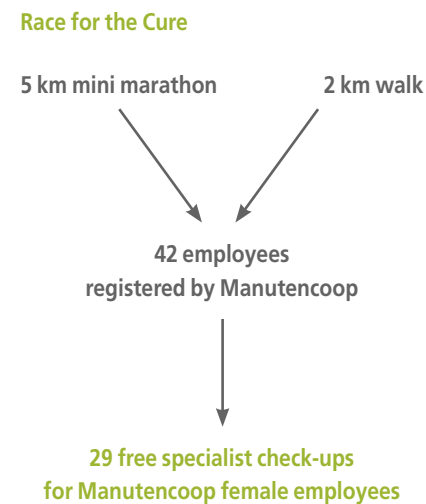 Race for the Cure
5 km mini marathon
2 km walk
42 employees
registered by Manutencoop
29 free specialist check-ups
for Manutencoop female employees